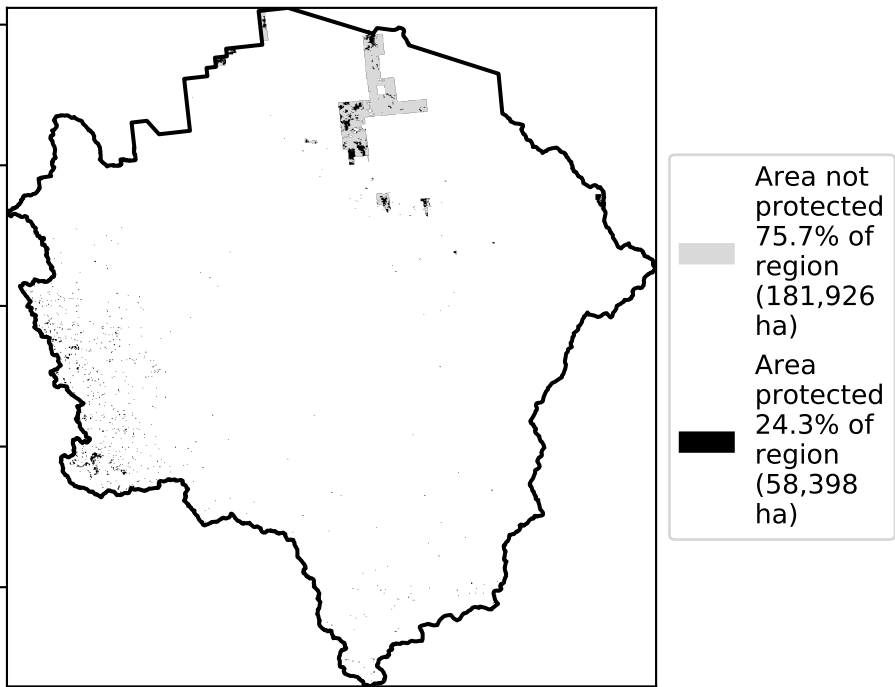 Area not
protected
75.7% of
region
(181,926
ha)
Area
protected
24.3% of
region
(58,398
ha)